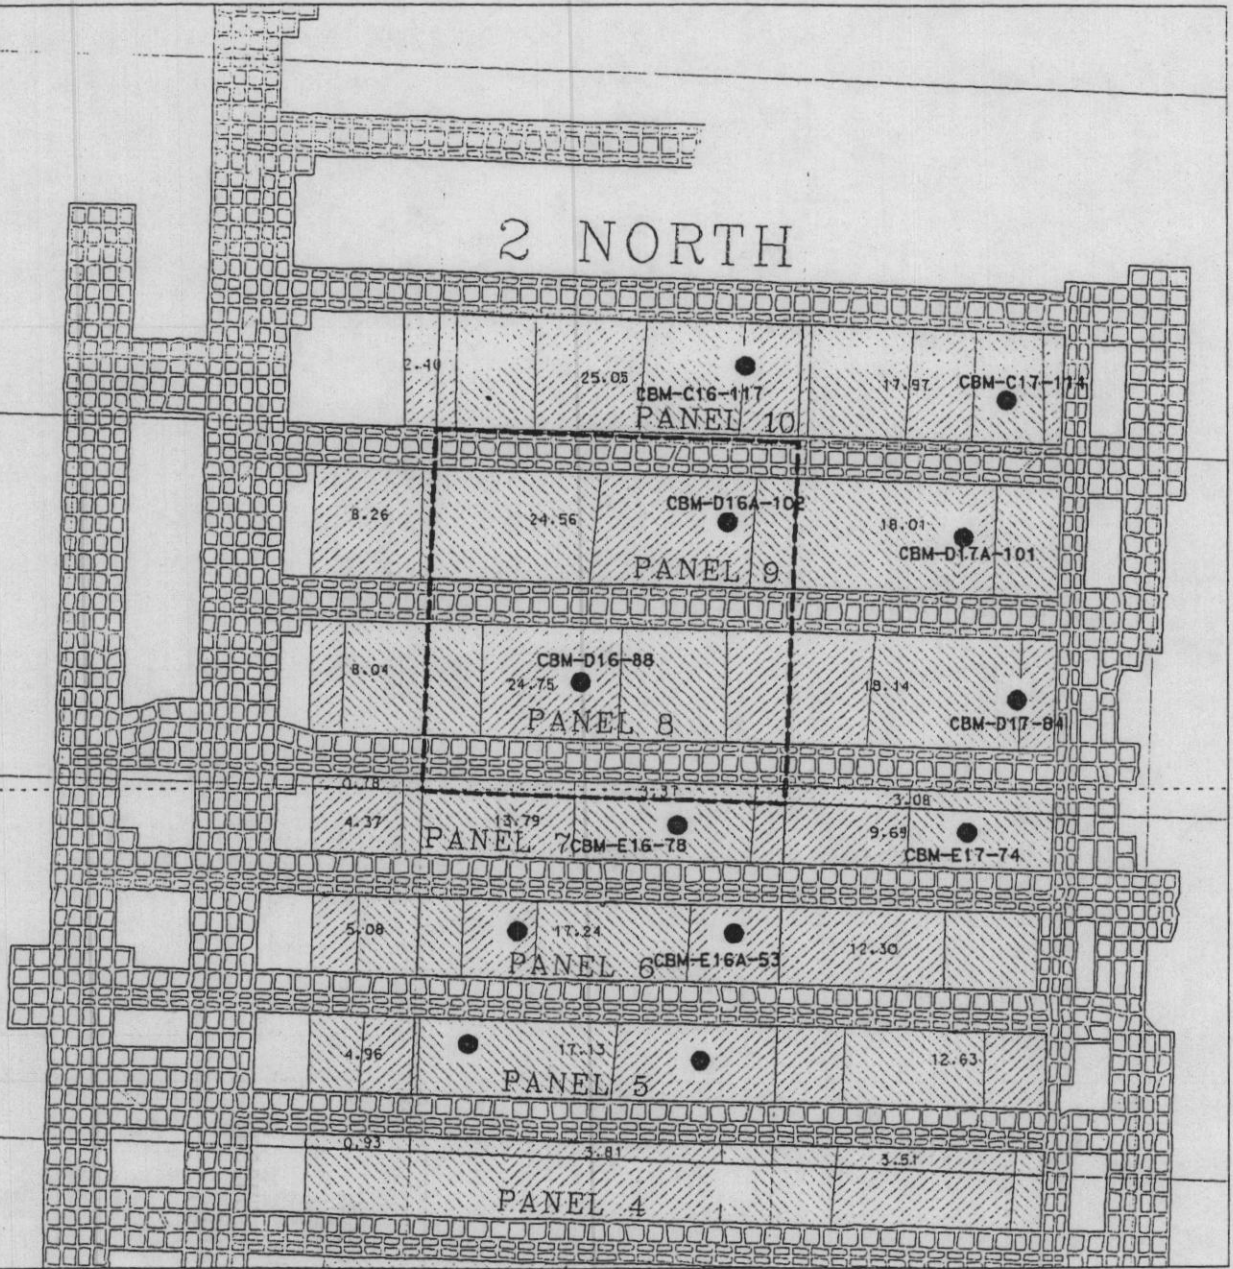 2 NORTH
2.40
25.05
CBM-C16-117
17.97
CBM-C17-114
PANEL 10
8.26
24.56
CBM-D16A-102
18.01
CBM-D17A-101
PANEL 9
8.04
CBM-D16-88
24.75
18.14
CBM-D17-84
PANEL 8
0.78
3.37
3.08
4.37
13.79
9.69
PANEL 7
CBM-E16-78
CBM-E17-74
5.08
17.24
12.30
PANEL 6
CBM-E16A-53
4.96
17.13
12.63
PANEL 5
0.93
3.81
3.51
PANEL 4